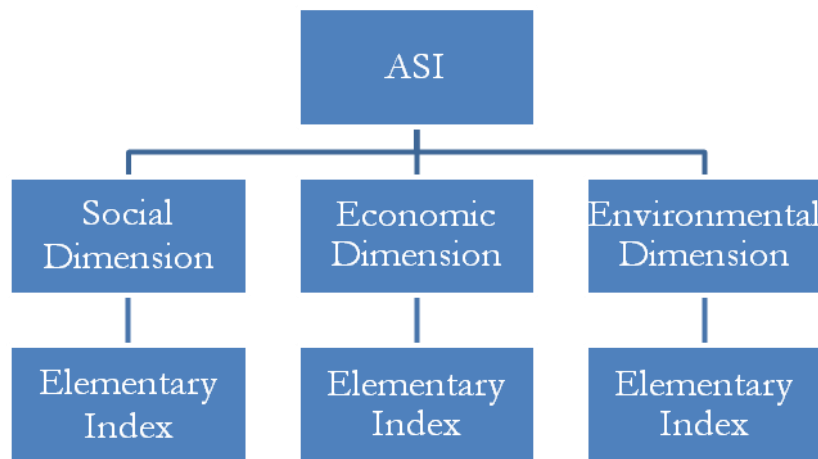 ASI
Social
Dimension
Economic
Dimension
Environmental
Dimension
Elementary
Index
Elementary
Index
Elementary
Index